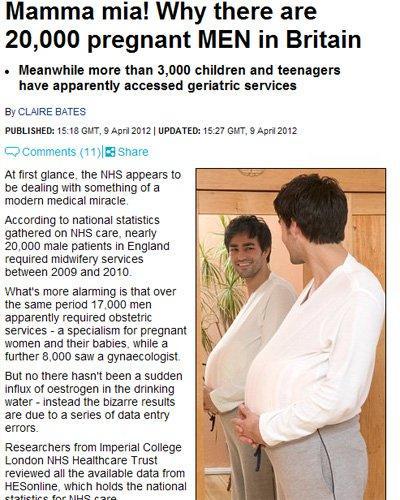 Mamma mia! Why there are
20,000 pregnant MEN in Britain
• Meanwhile more than 3,000 children and teenagers
have apparently accessed geriatric services
By CLAIRE BATES
PUBLISHED: 15:18 GMT, 9 April 2012 | UPDATED: 15:27 GMT, 9 April 2012
Comments (11) Share
At first glance, the NHS appears to
be dealing with something of a
modern medical miracle.
According to national statistics
gathered on NHS care, nearly
20,000 male patients in England
required midwifery services
between 2009 and 2010.
What's more alarming is that over
the same period 17,000 men
apparently required obstetric
services - a specialism for pregnant
women and their babies, while a
further 8,000 saw a gynaecologist.
But no there hasn't been a sudden
influx of oestrogen in the drinking
water - instead the bizarre results
are due to a series of data entry
errors.
Researchers from Imperial College
London NHS Healthcare Trust
reviewed all the available data from
HESonline, which holds the national
statistics for NHS care.